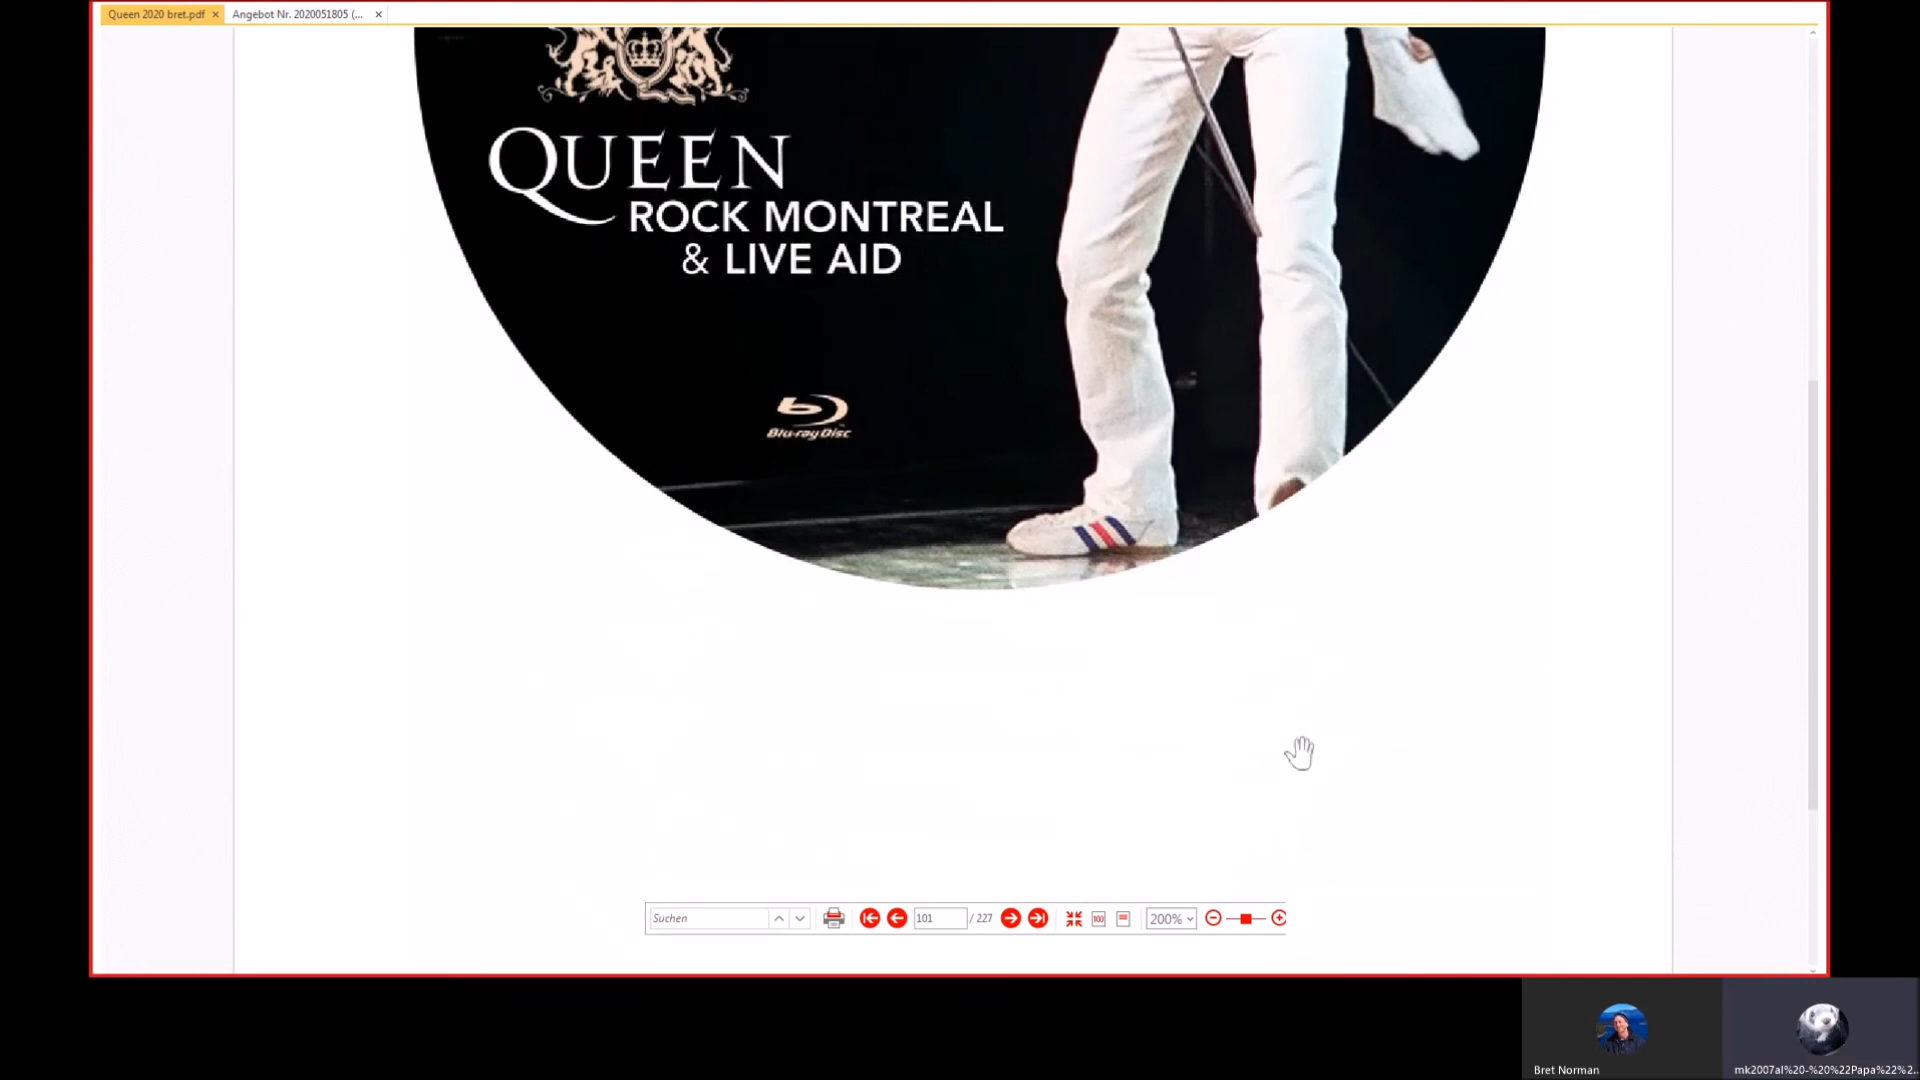 Queen 2020 bret.pdf
Angebot Nr. 2020051805 (...
QUEEN
ROCK MONTREAL
& LIVE AID
Blu-ray Disc
Suchen
101
/ 227
100
200%
Bret Norman
mk2007al%20-%20%22Papa%22%2...